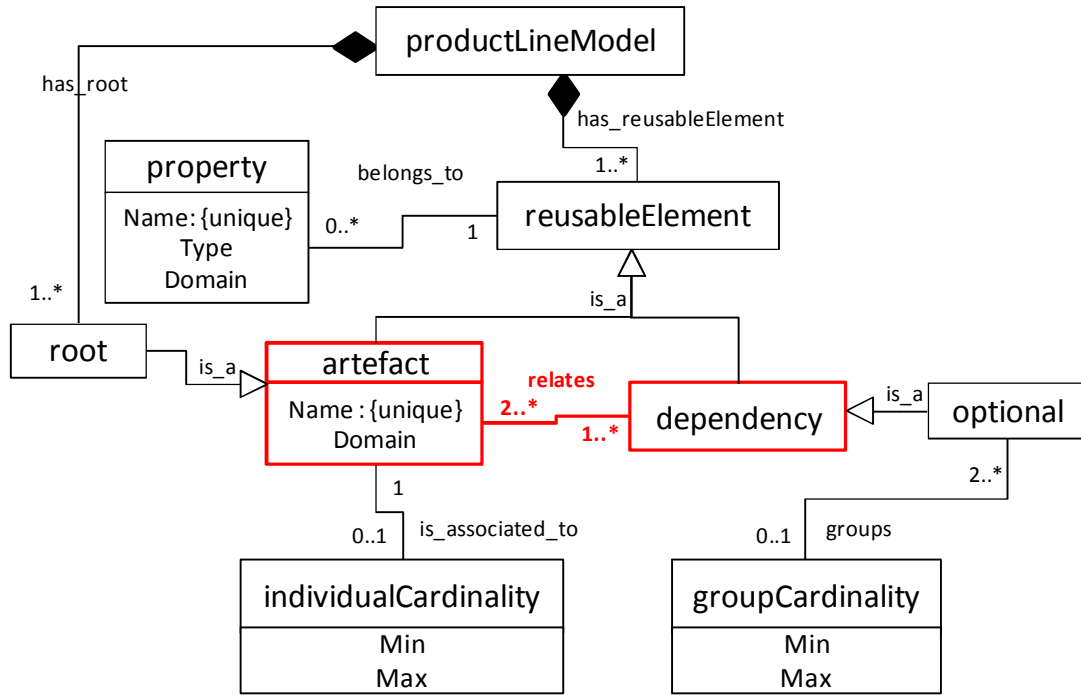 productLineModel
has_root
has_reusableElement
1..*
property
Name: {unique}
Type
Domain
belongs_to
0..*
1
reusableElement
is_a
1..*
root
is_a
artefact
Name : {unique}
Domain
relates
2..*
1..*
dependency
is_a
optional
1
0..1
is_associated_to
2..*
0..1
groups
individualCardinality
Min
Max
groupCardinality
Min
Max